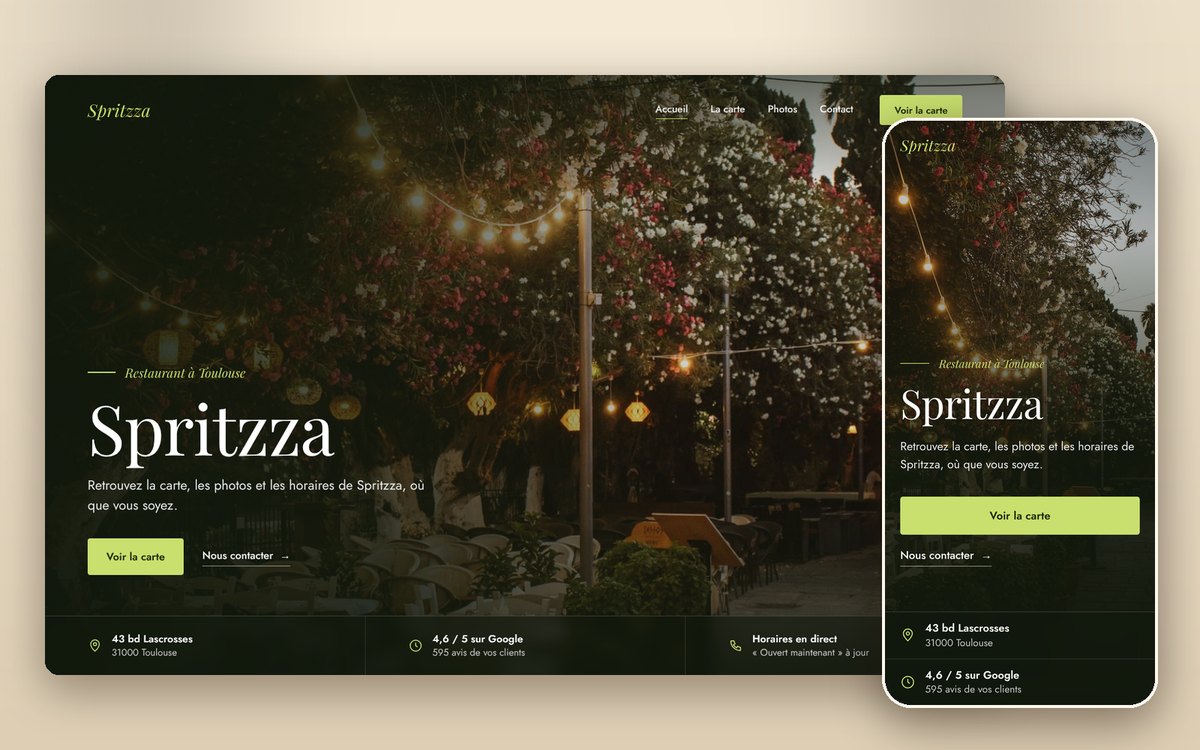 Spritzza
Accueil La carte Photos Contact Voir la carte
Restaurant à Toulouse
Spritzza
Retrouvez la carte, les photos et les horaires de Spritzza, où
que vous soyez.
Voir la carte Nous contacter →
43 bd Lascrosses
31000 Toulouse
4,6 / 5 sur Google
595 avis de vos clients
Horaires en direct
« Ouvert maintenant » à jour
Spritzza
Restaurant à Toulouse
Spritzza
Retrouvez la carte, les photos et les horaires de
Spritzza, où que vous soyez.
Voir la carte
Nous contacter →
43 bd Lascrosses
31000 Toulouse
4,6 / 5 sur Google
595 avis de vos clients